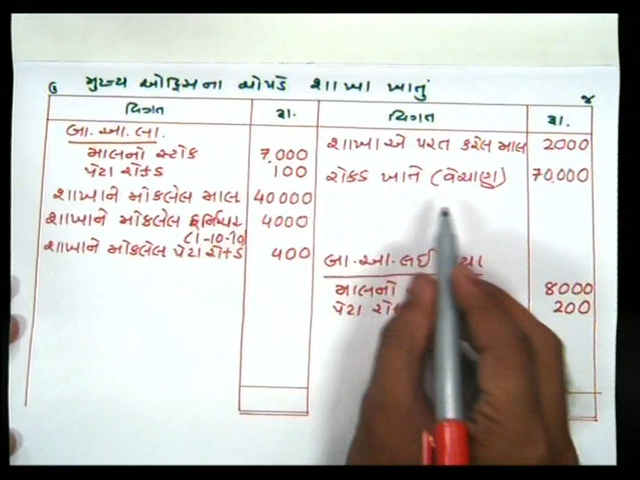 ઉ મુખ્ય ઓફિસના ચોપડે શાખા ખાતું જ
વિગત રૂા. વિગત રૂા.
બા.આ.લા.
માલનો સ્ટોક 7,000
પેટા રોકડ 100
શાખાને મોકલેલ માલ 40000
શાખાને મોકલેલ ફર્નિચર 4000
(1-10-10)
શાખાને મોકલેલ પેટા રોકડ 400
શાખાએ પરત કરેલ માલ 2000
રોકડ ખાતે (વેચાણ) 70,000
બા.આ.લઈ
માલનો 8000
પેટા 200